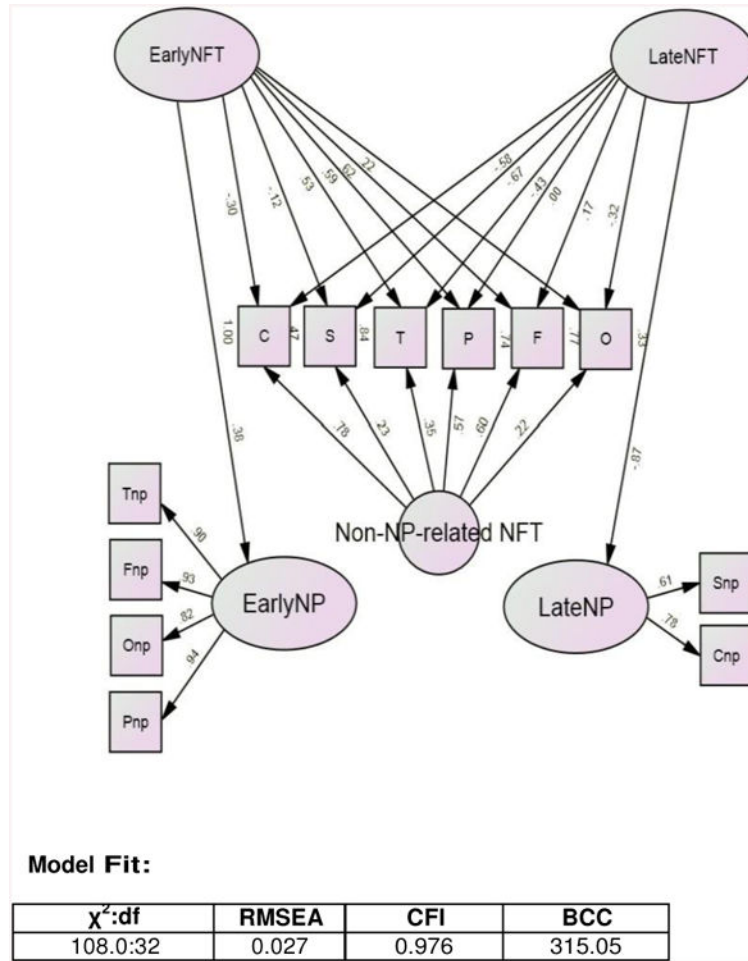 EarlyNFT
LateNFT
-.30
-.12
.53
.59
.62
.22
-.58
-.67
-.43
.00
.17
-.32
1.00
C
.47
S
.84
T
P
.74
F
.77
O
.33
.38
.78
.23
.35
.57
.60
.22
-.87
Tnp
Fnp
Onp
Pnp
.90
.93
.82
.94
EarlyNP
Non-NP-related NFT
LateNP
.61
.78
Snp
Cnp
Model Fit:
χ²:df RMSEA CFI BCC
108.0:32 0.027 0.976 315.05